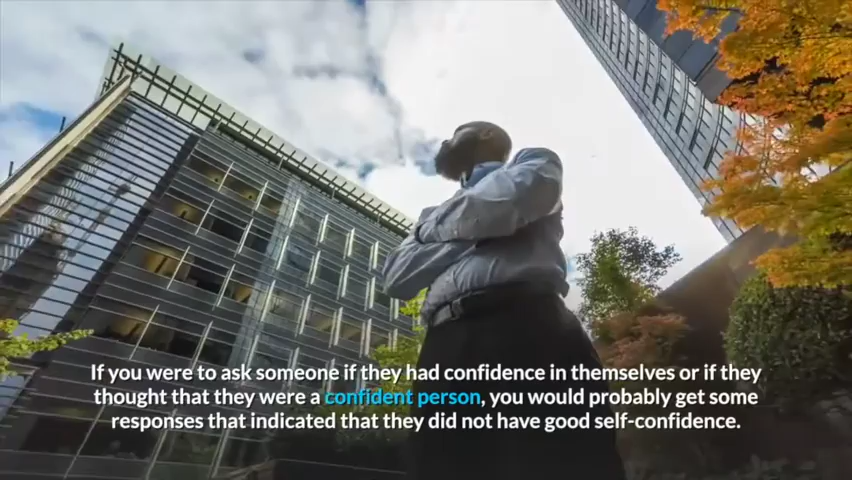 If you were to ask someone if they had confidence in themselves or if they
thought that they were a confident person, you would probably get some
responses that indicated that they did not have good self-confidence.